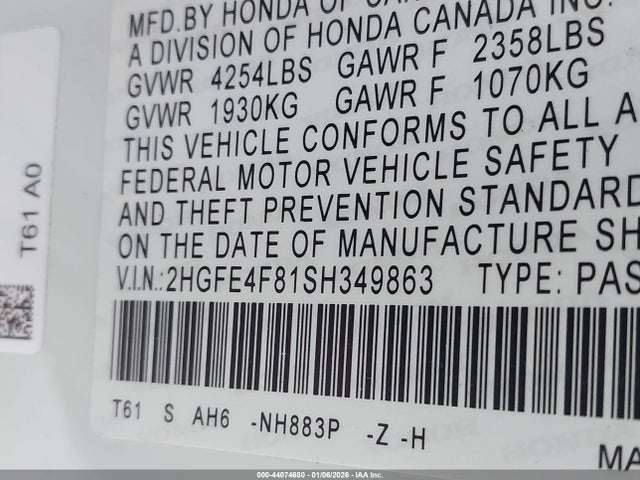 MFD.BY HONDA OF CAN
A DIVISION OF HONDA CANADA INC.
GVWR 4254LBS GAWR F 2358LBS
GVWR 1930KG GAWR F 1070KG
THIS VEHICLE CONFORMS TO ALL A
FEDERAL MOTOR VEHICLE SAFETY
AND THEFT PREVENTION STANDARD
ON THE DATE OF MANUFACTURE SH
V.I.N.: 2HGFE4F81SH349863 TYPE: PAS
T61 S AH6 -NH883P -Z -H
MA
T61 A0
000-44074680 | 01/06/2026 | IAA Inc.